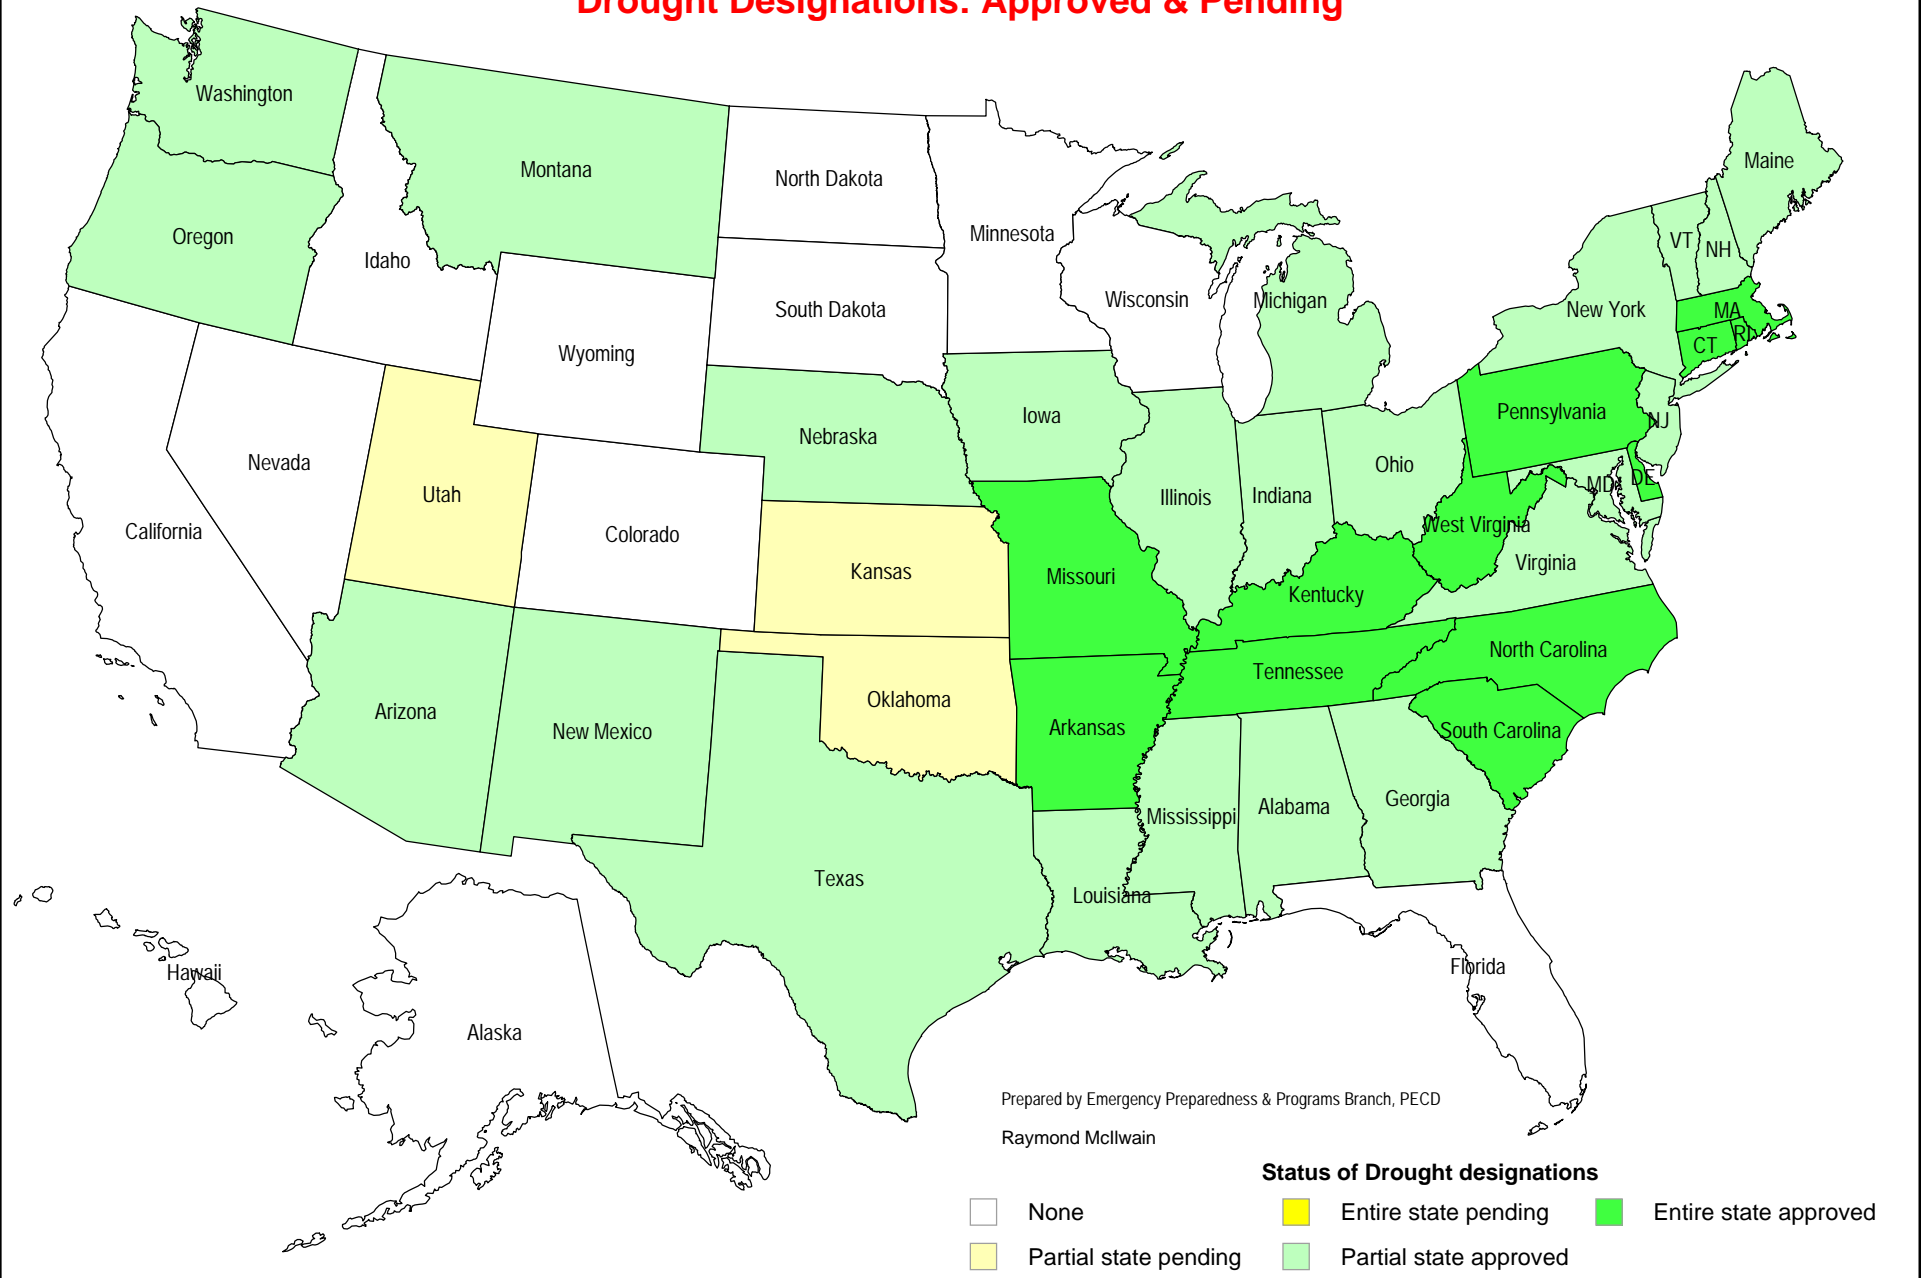 Drought Designations: Approved & Pending
Washington
Montana
North Dakota
Minnesota
Maine
Oregon
Idaho
VT
NH
South Dakota
Wisconsin
Michigan
New York
MA
RI
CT
Wyoming
Iowa
Pennsylvania
NJ
Nebraska
Nevada
Utah
Ohio
Illinois
Indiana
MD
DE
California
Colorado
West Virginia
Kansas
Missouri
Virginia
Kentucky
North Carolina
Tennessee
Arizona
New Mexico
Oklahoma
Arkansas
South Carolina
Mississippi
Alabama
Georgia
Texas
Louisiana
Hawaii
Florida
Alaska
Prepared by Emergency Preparedness & Programs Branch, PECD
Raymond McIlwain
Status of Drought designations
None
Entire state pending
Entire state approved
Partial state pending
Partial state approved